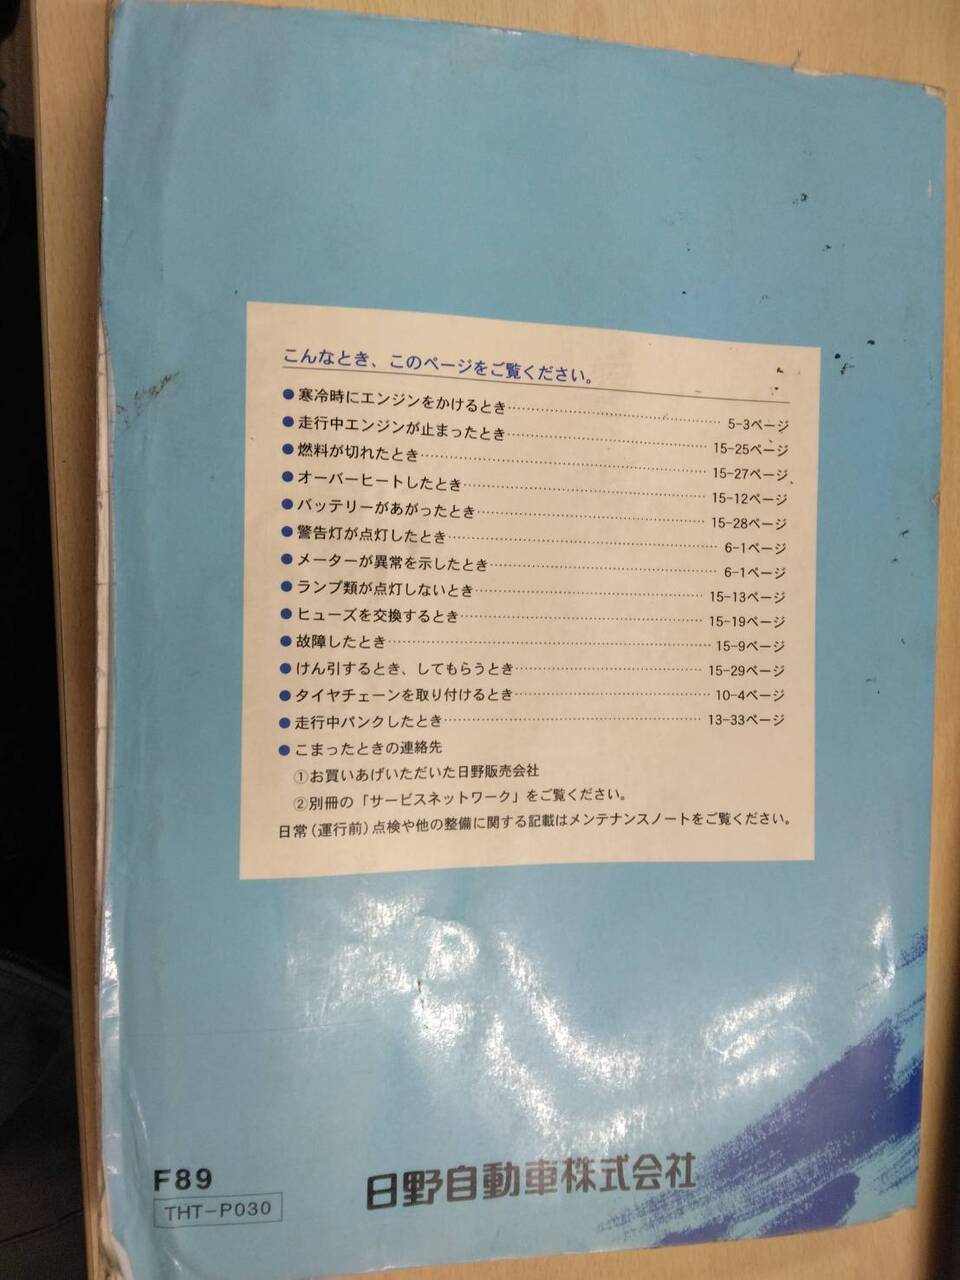 こんなとき、このページをご覧ください。
●寒冷時にエンジンをかけるとき…………5-3ページ
●走行中エンジンが止まったとき…………15-25ページ
●燃料が切れたとき…………15-27ページ
●オーバーヒートしたとき…………15-12ページ
●バッテリーがあがったとき…………15-28ページ
●警告灯が点灯したとき…………6-1ページ
●メーターが異常を示したとき…………6-1ページ
●ランプ類が点灯しないとき…………15-13ページ
●ヒューズを交換するとき…………15-19ページ
●故障したとき…………15-9ページ
●けん引するとき、してもらうとき…………15-29ページ
●タイヤチェーンを取り付けるとき…………10-4ページ
●走行中パンクしたとき…………13-33ページ
●こまったときの連絡先
①お買いあげいただいた日野販売会社
②別冊の「サービスネットワーク」をご覧ください。
日常(運行前)点検や他の整備に関する記載はメンテナンスノートをご覧ください。
F89
THT-P030
日野自動車株式会社